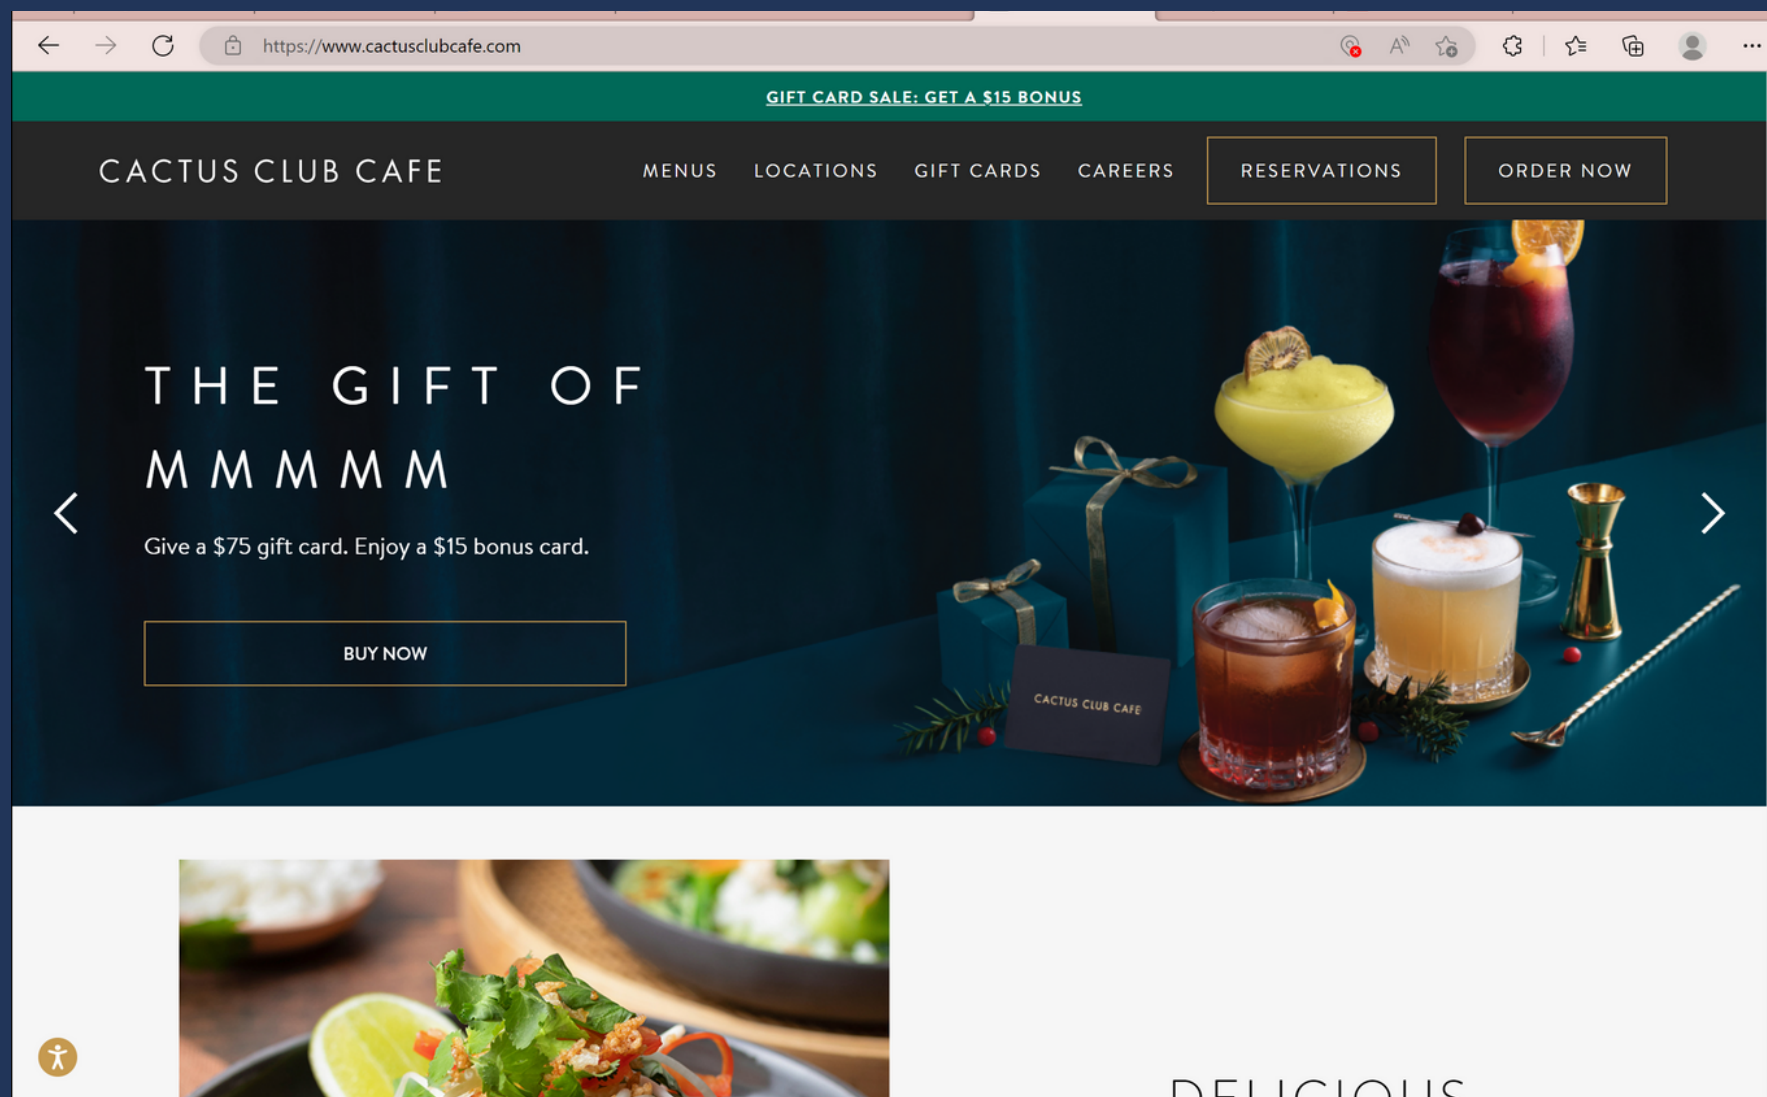 https://www.cactusclubcafe.com
GIFT CARD SALE: GET A $15 BONUS
CACTUS CLUB CAFE
MENUS
LOCATIONS
GIFT CARDS
CAREERS
RESERVATIONS
ORDER NOW
THE GIFT OF
MMMMM
Give a $75 gift card. Enjoy a $15 bonus card.
BUY NOW
CACTUS CLUB CAFE
DELICIOUS